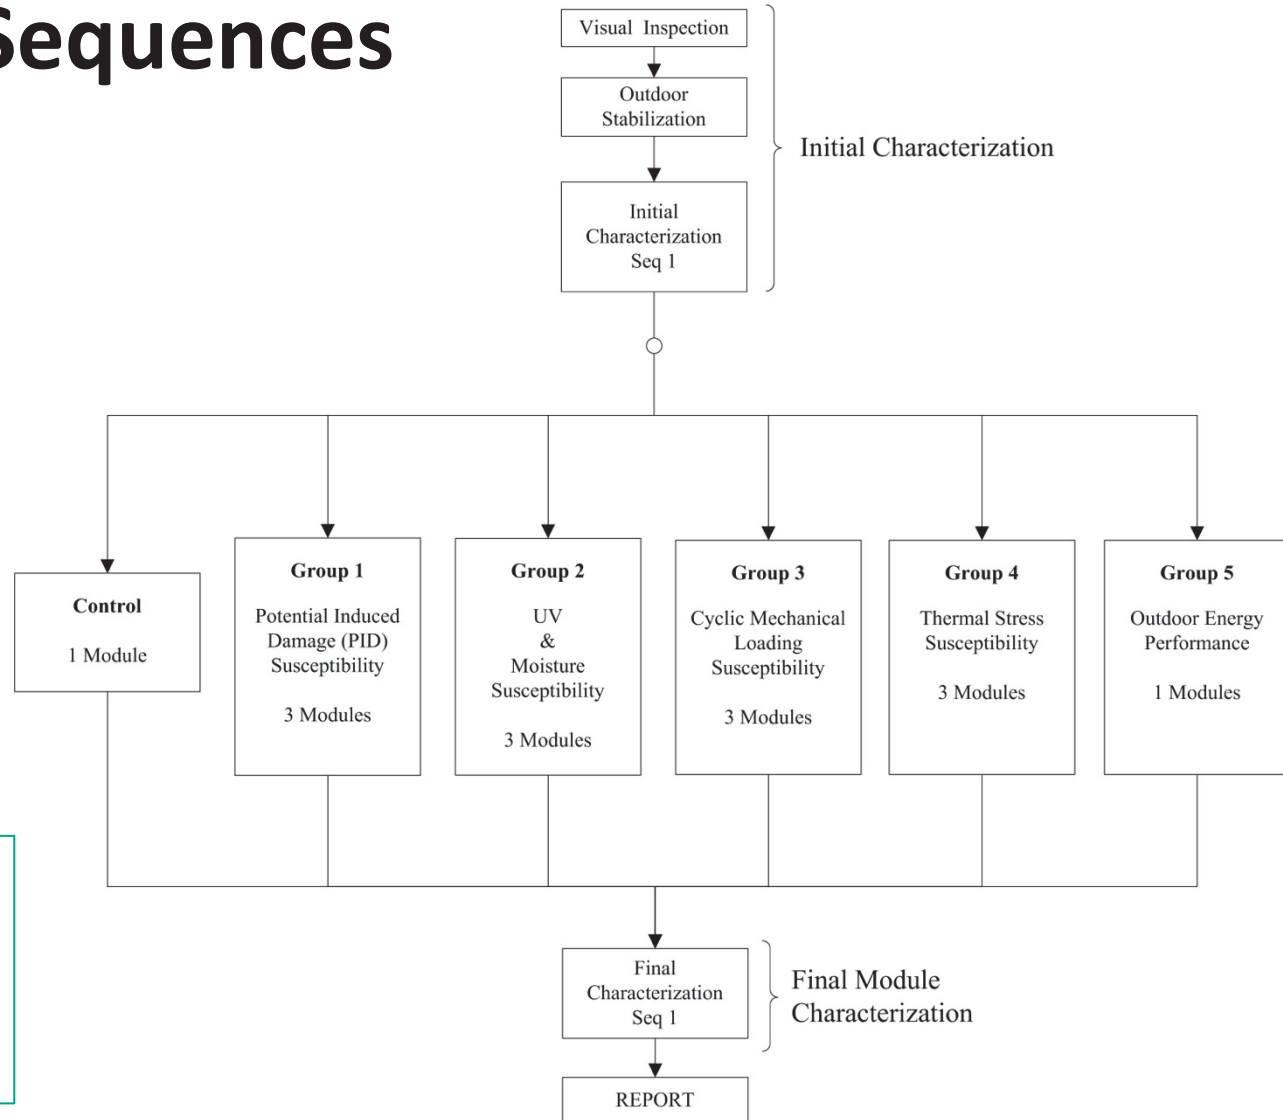 Sequences
Visual Inspection
Outdoor
Stabilization
Initial
Characterization
Seq 1
Initial Characterization
Control
1 Module
Group 1
Potential Induced
Damage (PID)
Susceptibility
3 Modules
Group 2
UV
&
Moisture
Susceptibility
3 Modules
Group 3
Cyclic Mechanical
Loading
Susceptibility
3 Modules
Group 4
Thermal Stress
Susceptibility
3 Modules
Group 5
Outdoor Energy
Performance
1 Modules
Final
Characterization
Seq 1
Final Module
Characterization
REPORT